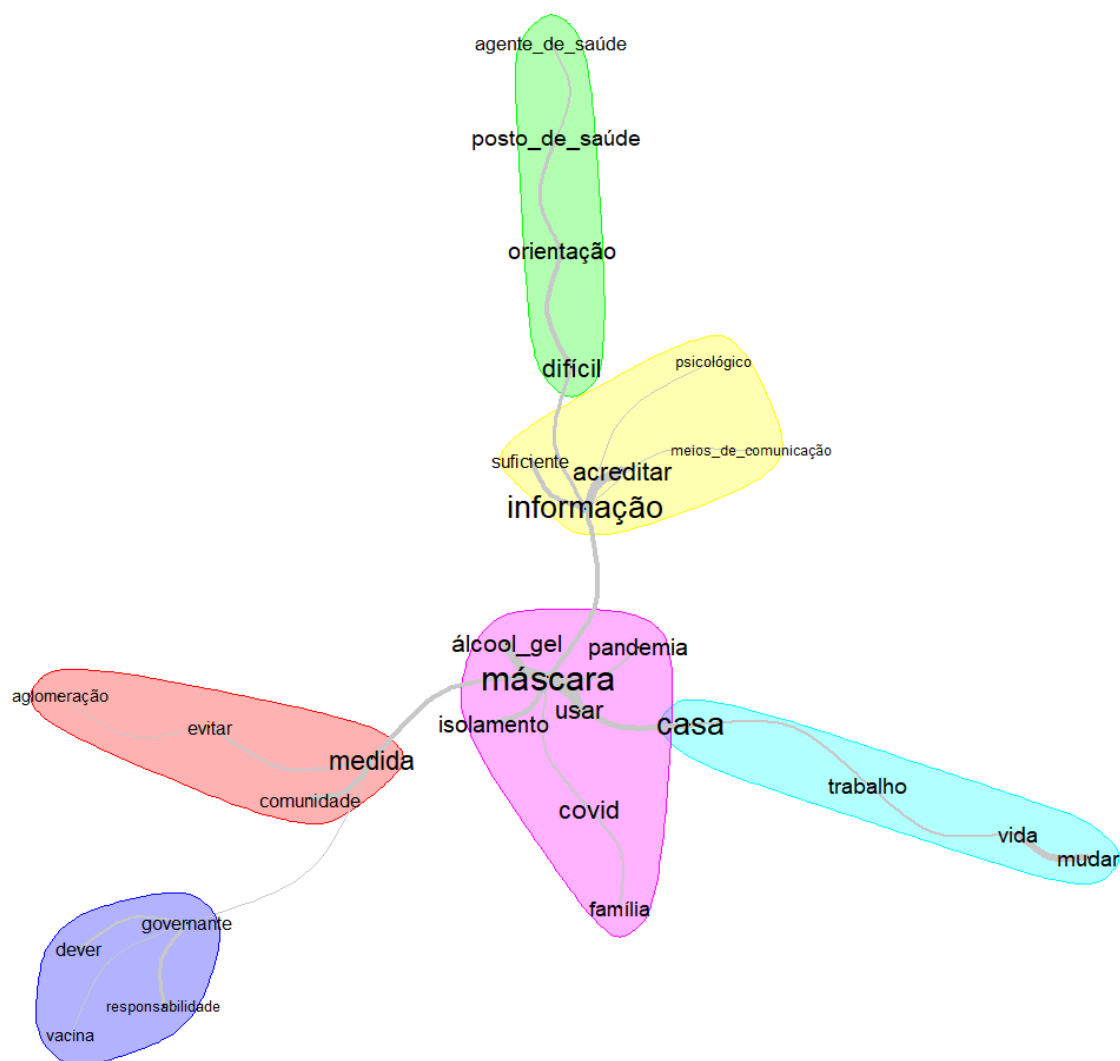 agente_de_saúde
posto_de_saúde
orientação
difícil
psicológico
meios_de_comunicação
suficiente
acreditar
informação
álcool_gel
pandemia
máscara
usar
isolamento
casa
covid
família
aglomeração
evitar
medida
comunidade
trabalho
vida
mudar
governante
dever
responsabilidade
vacina